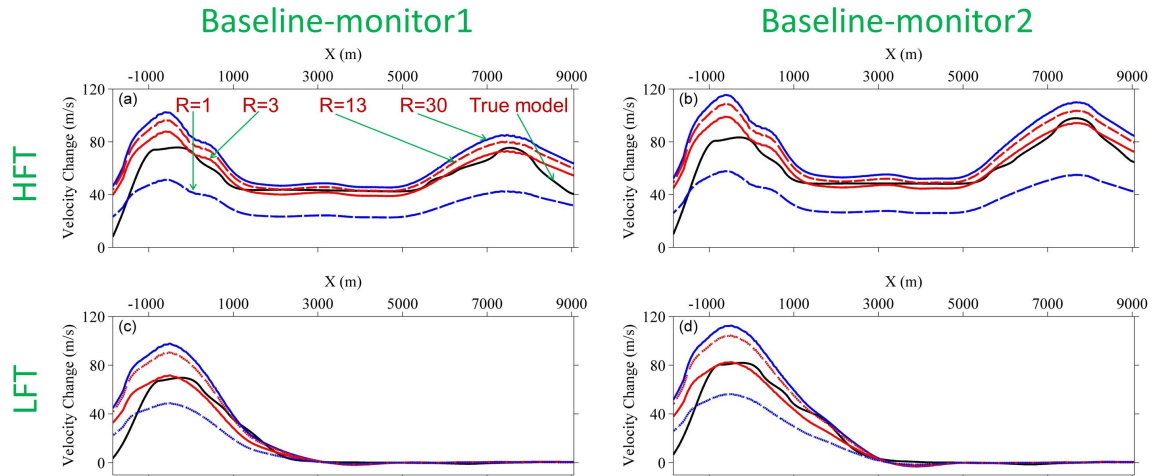 Baseline-monitor1
Baseline-monitor2
HFT
X (m)
-1000 1000 3000 5000 7000 9000
120
80
40
0
Velocity Change (m/s)
(a)
R=1 R=3 R=13 R=30 True model
X (m)
-1000 1000 3000 5000 7000 9000
120
80
40
0
Velocity Change (m/s)
(b)
LFT
X (m)
-1000 1000 3000 5000 7000 9000
120
80
40
0
Velocity Change (m/s)
(c)
X (m)
-1000 1000 3000 5000 7000 9000
120
80
40
0
Velocity Change (m/s)
(d)